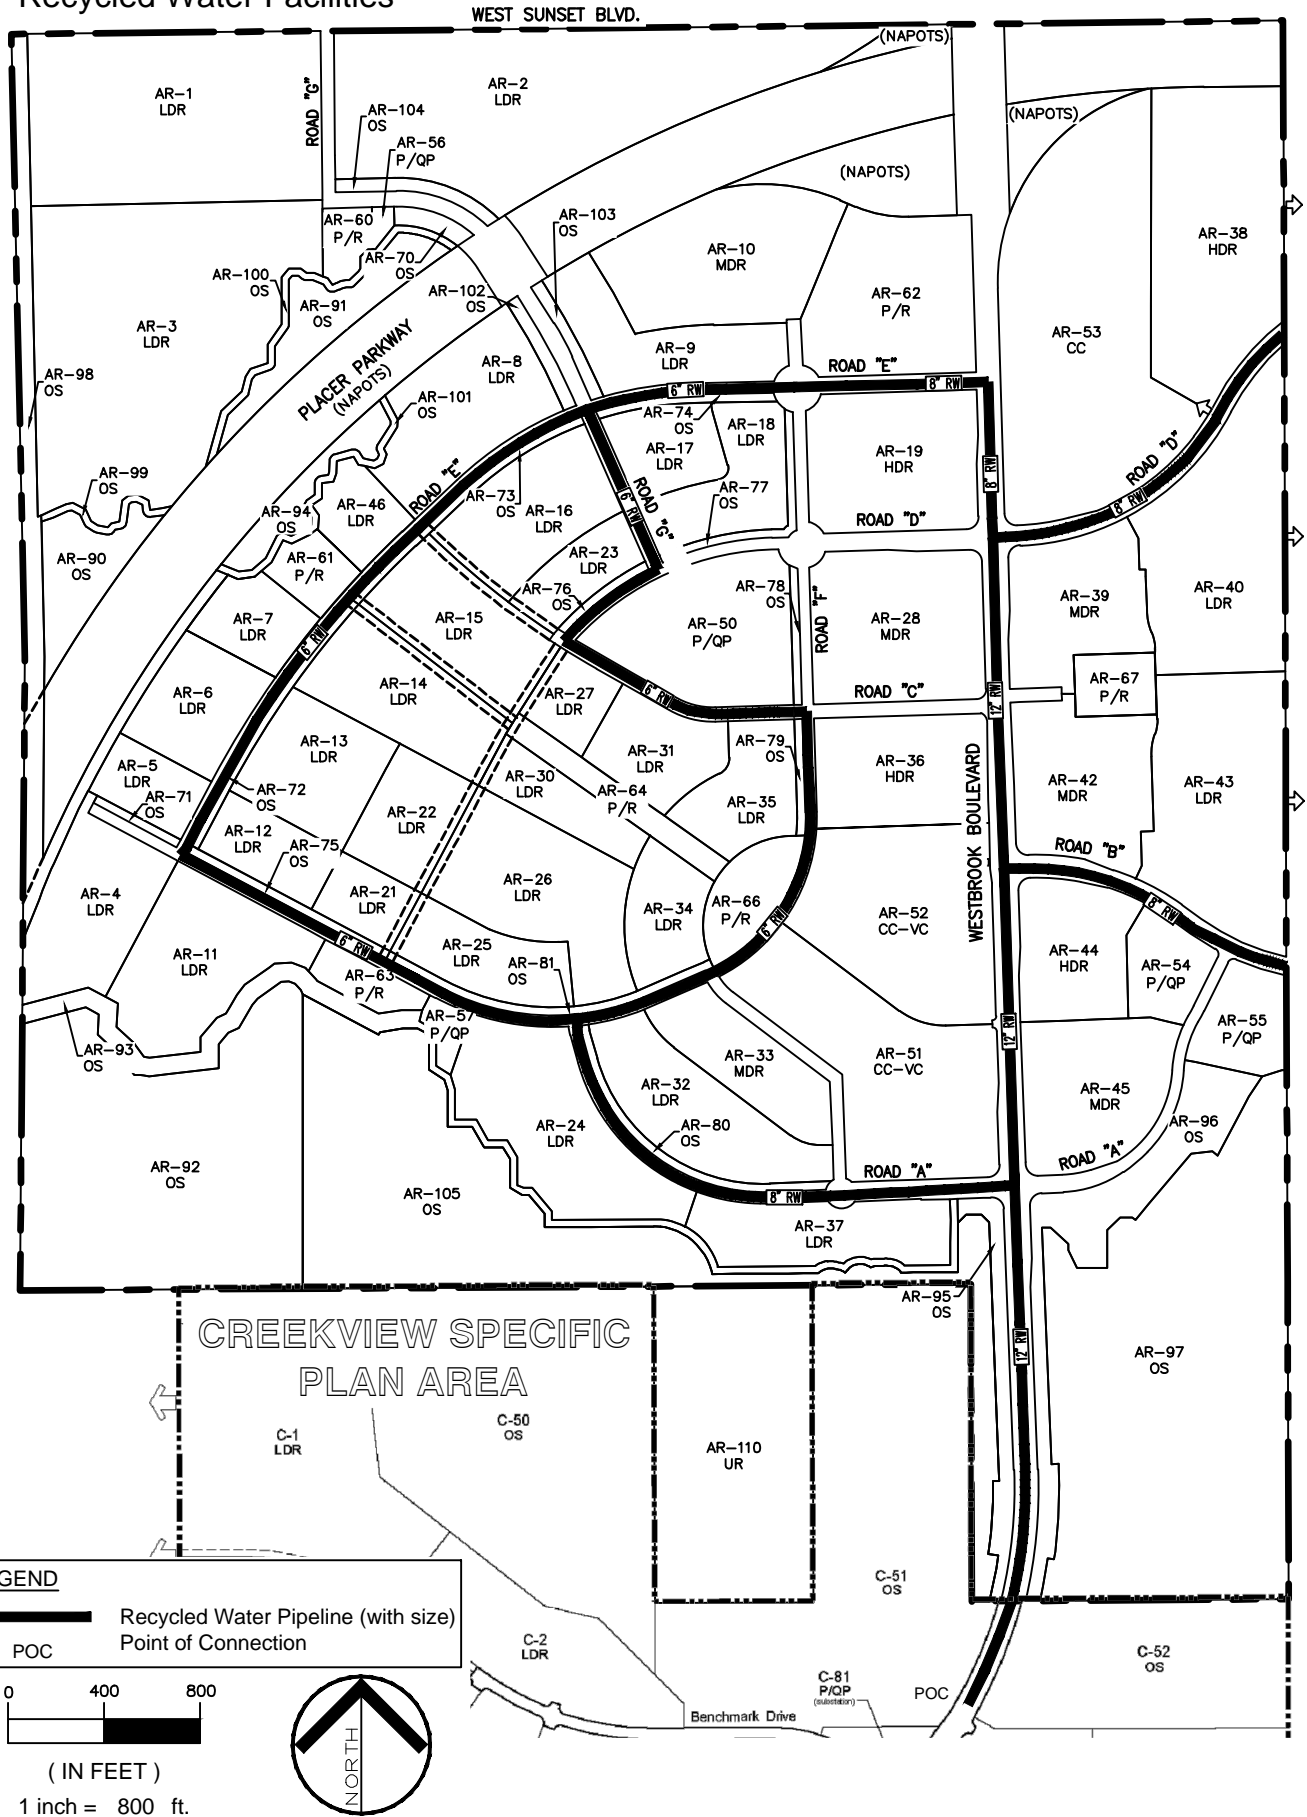 Recycled Water Facilities
WEST SUNSET BLVD.
(NAPOTS)
AR-1
LDR
ROAD "G"
AR-2
LDR
AR-104
OS
AR-56
P/QP
(NAPOTS)
(NAPOTS)
AR-60
P/R
AR-103
OS
AR-38
HDR
AR-70
OS
AR-10
MDR
AR-100
OS
AR-102
OS
AR-91
OS
AR-62
P/R
AR-3
LDR
AR-53
CC
PLACER PARKWAY
(NAPOTS)
AR-8
LDR
AR-9
LDR
ROAD "E"
AR-98
OS
AR-101
OS
6" RW
8" RW
AR-74
OS
AR-18
LDR
AR-17
LDR
AR-19
HDR
ROAD "D"
AR-99
OS
ROAD "E"
AR-73
OS
8" RW
AR-46
LDR
AR-16
LDR
6" RW
ROAD "G"
AR-77
OS
8" RW
AR-94
OS
ROAD "D"
AR-90
OS
AR-61
P/R
AR-23
LDR
AR-76
OS
AR-78
OS
AR-39
MDR
AR-40
LDR
AR-7
LDR
AR-15
LDR
AR-50
P/QP
ROAD "F"
AR-28
MDR
6" RW
AR-6
LDR
AR-14
LDR
AR-27
LDR
6" RW
ROAD "C"
12" RW
AR-67
P/R
AR-13
LDR
AR-31
LDR
AR-79
OS
AR-36
HDR
WESTBROOK BOULEVARD
AR-5
LDR
AR-71
OS
AR-72
OS
AR-30
LDR
AR-64
P/R
AR-42
MDR
AR-43
LDR
AR-22
LDR
AR-35
LDR
AR-12
LDR
AR-75
OS
ROAD "B"
AR-4
LDR
AR-21
LDR
AR-26
LDR
AR-34
LDR
AR-66
P/R
AR-52
CC-VC
8" RW
6" RW
AR-11
LDR
6" RW
AR-25
LDR
AR-81
OS
AR-44
HDR
AR-54
P/QP
AR-63
P/R
AR-57
P/QP
AR-55
P/QP
12" RW
AR-93
OS
AR-33
MDR
AR-51
CC-VC
AR-32
LDR
AR-45
MDR
AR-24
LDR
AR-80
OS
AR-96
OS
AR-92
OS
ROAD "A"
ROAD "A"
AR-105
OS
8" RW
AR-37
LDR
AR-95
OS
CREEKVIEW SPECIFIC
PLAN AREA
12" RW
AR-97
OS
C-1
LDR
C-50
OS
AR-110
UR
GEND
C-51
OS
Recycled Water Pipeline (with size)
POC
Point of Connection
C-2
LDR
C-52
OS
C-81
P/QP
(substation)
POC
0 400 800
Benchmark Drive
NORTH
( IN FEET )
1 inch = 800 ft.